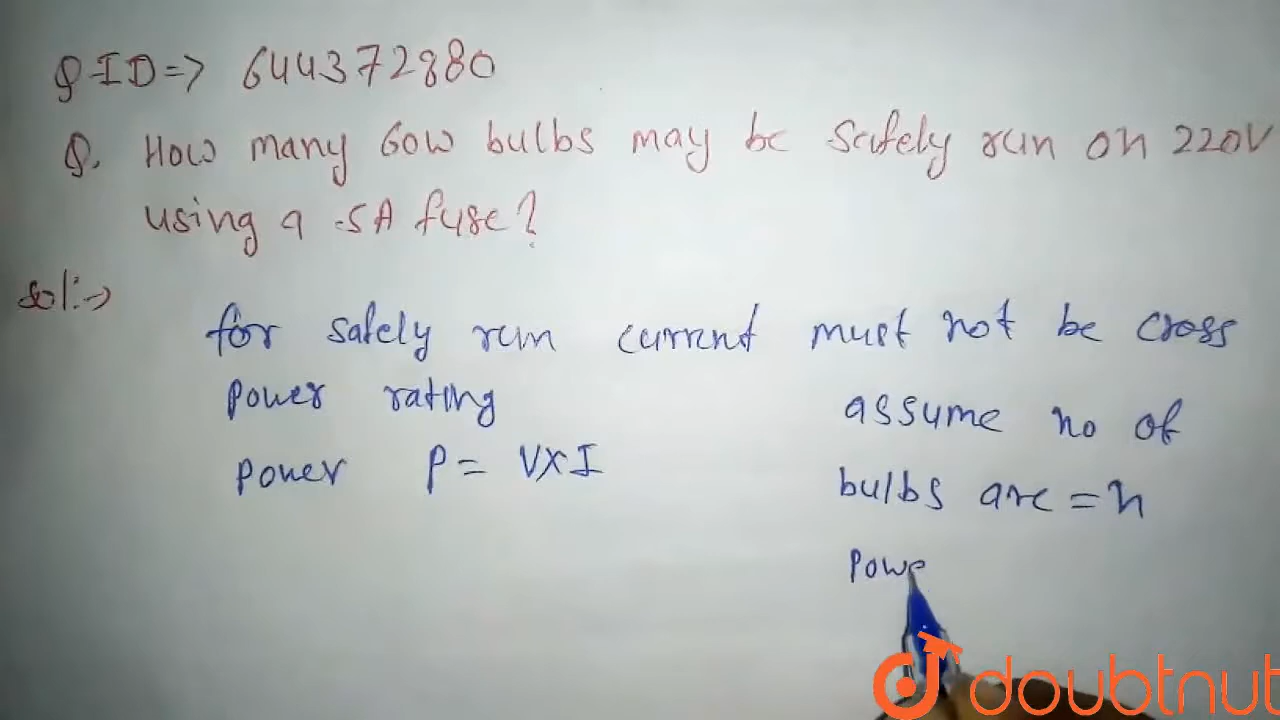 Q-ID=> 644372880
Q. How many 60W bulbs may be safely run on 220V
using a 5A fuse?
Sol:->
for safely run current must not be cross
power rating
power P= VXI
assume no of
bulbs are = n
Powe
doubtnut